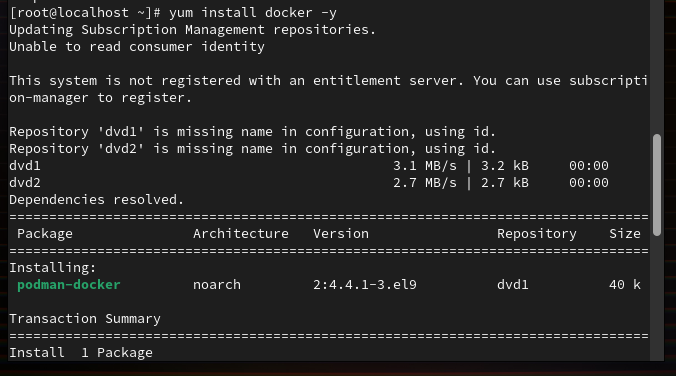 [root@localhost ~]# yum install docker -y
Updating Subscription Management repositories.
Unable to read consumer identity
This system is not registered with an entitlement server. You can use subscripti
on-manager to register.
Repository 'dvd1' is missing name in configuration, using id.
Repository 'dvd2' is missing name in configuration, using id.
dvd1 3.1 MB/s | 3.2 kB 00:00
dvd2 2.7 MB/s | 2.7 kB 00:00
Dependencies resolved.
================================================================================
Package Architecture Version Repository Size
================================================================================
Installing:
podman-docker noarch 2:4.4.1-3.el9 dvd1 40 k
Transaction Summary
================================================================================
Install 1 Package